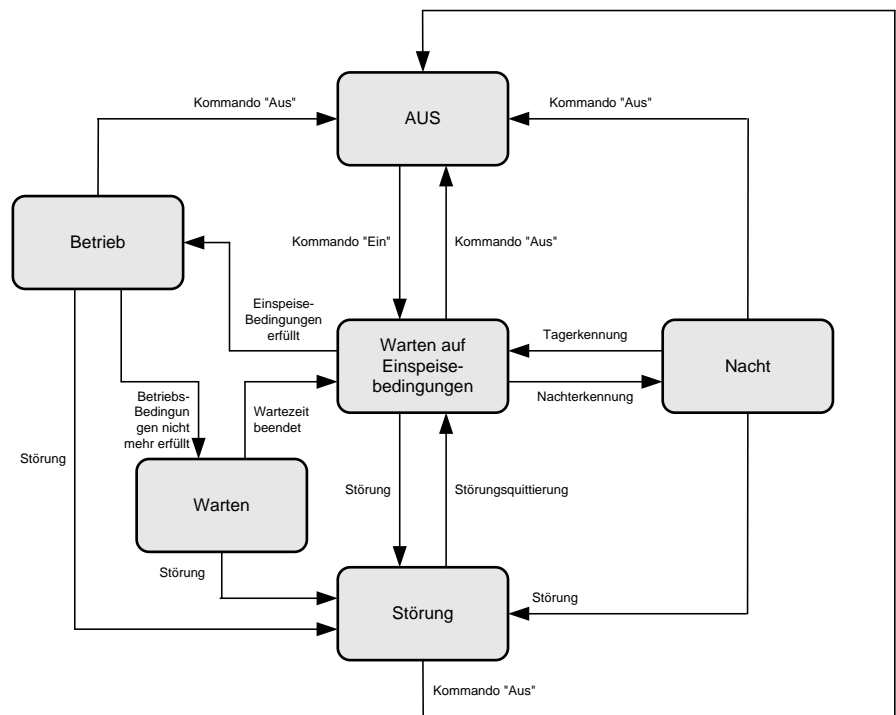 Kommando "Aus"
AUS
Kommando "Aus"
Betrieb
Kommando "Ein"
Kommando "Aus"
Einspeise-
Bedingungen
erfüllt
Warten auf
Einspeise-
bedingungen
Tagerkennung
Nachterkennung
Nacht
Betriebs-
Bedingun
gen nicht
mehr erfüllt
Wartezeit
beendet
Störung
Warten
Störung
Störungsquittierung
Störung
Störung
Störung
Kommando "Aus"